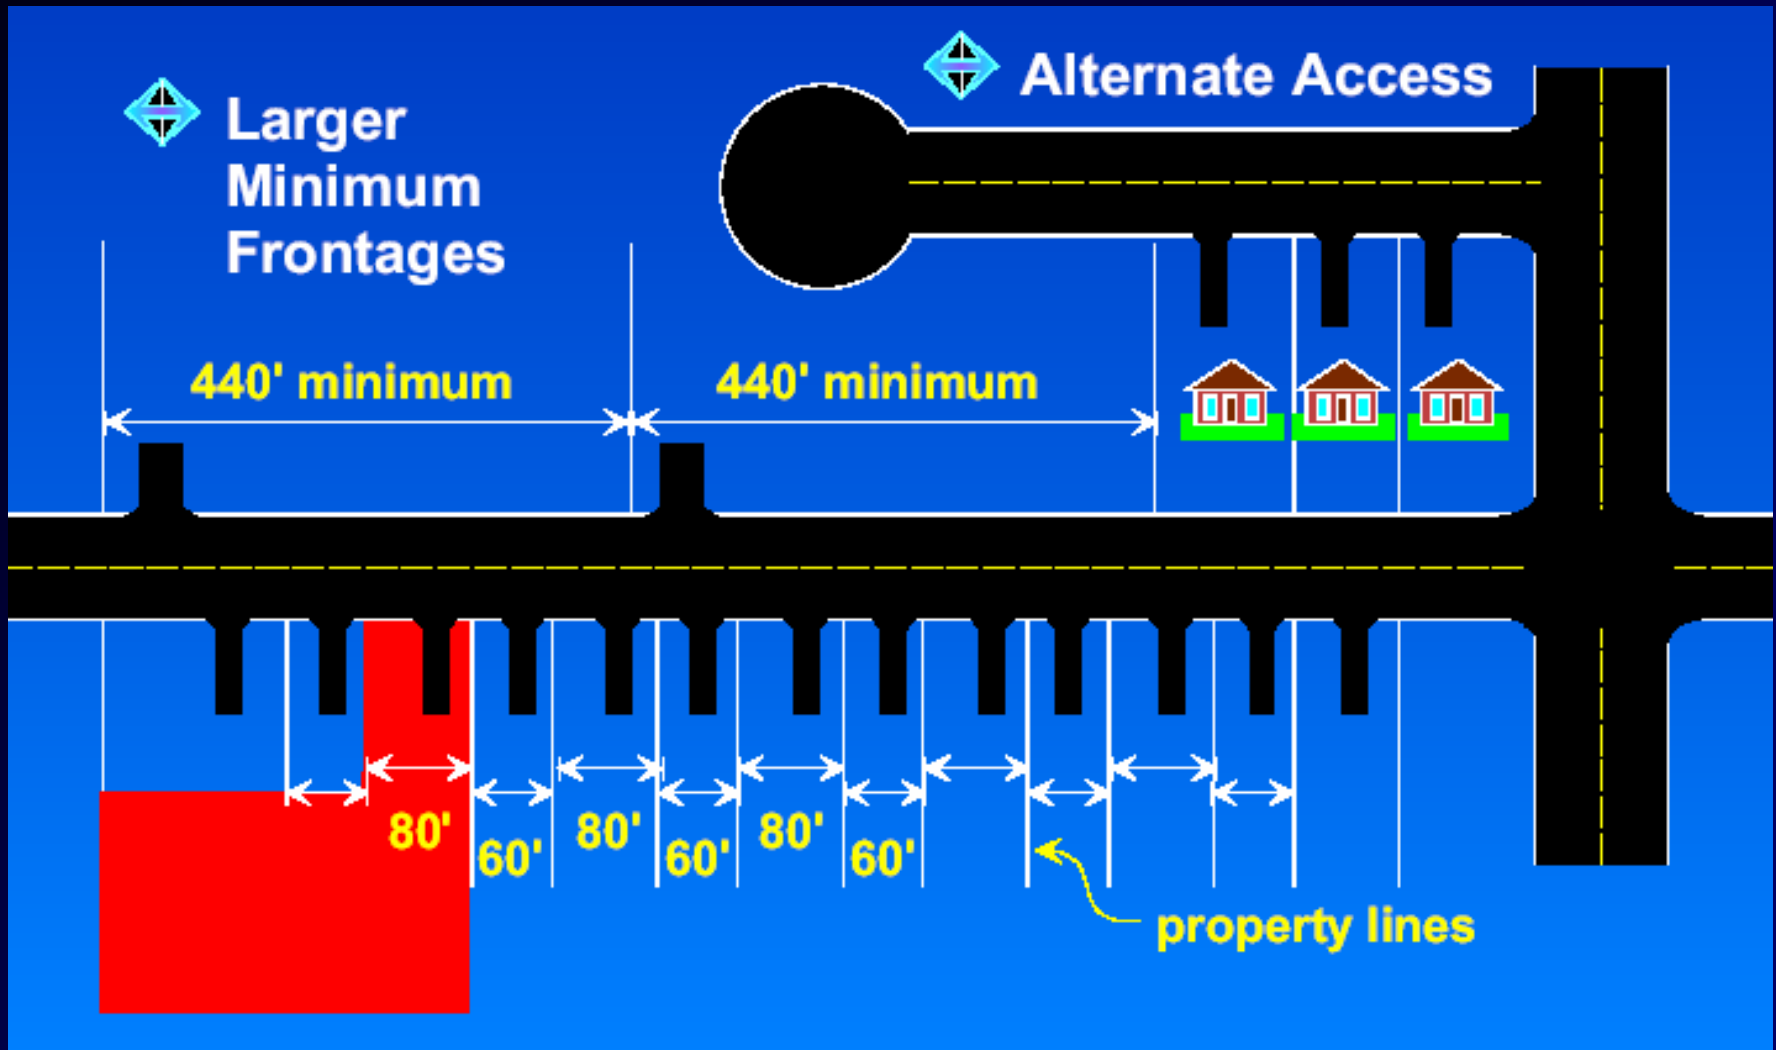 Alternate Access
Larger
Minimum
Frontages
440' minimum
440' minimum
80'
60'
80'
60'
80'
60'
property lines